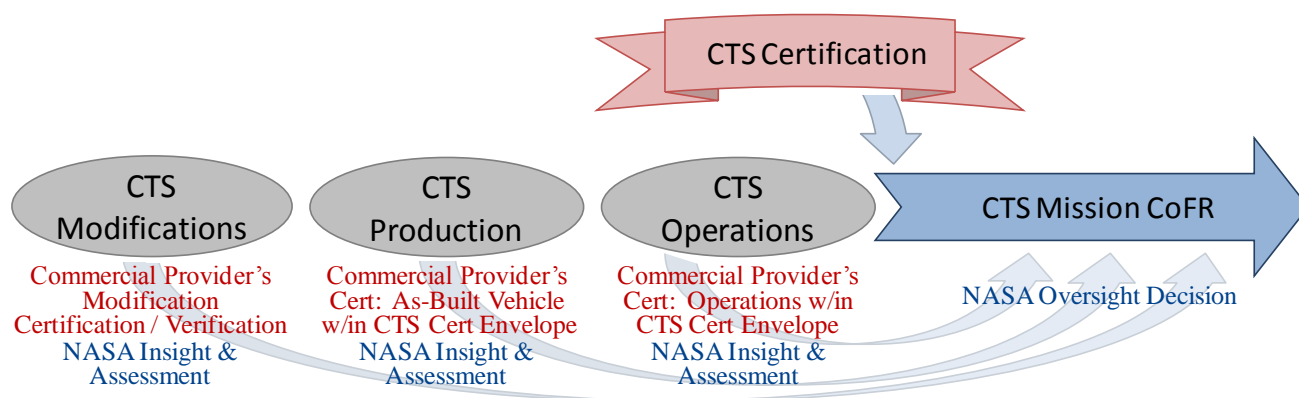 CTS Certification
CTS
Modifications
CTS
Production
CTS
Operations
CTS Mission CoFR
Commercial Provider's
Modification
Certification / Verification
NASA Insight &
Assessment
Commercial Provider's
Cert: As-Built Vehicle
w/in CTS Cert Envelope
NASA Insight &
Assessment
Commercial Provider's
Cert: Operations w/in
CTS Cert Envelope
NASA Insight &
Assessment
NASA Oversight Decision